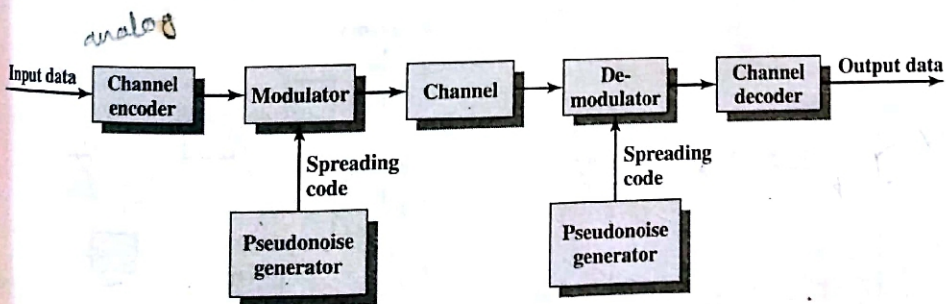 analog
Input data
Channel
encoder
Modulator
Channel
De-
modulator
Channel
decoder
Output data
Spreading
code
Spreading
code
Pseudonoise
generator
Pseudonoise
generator